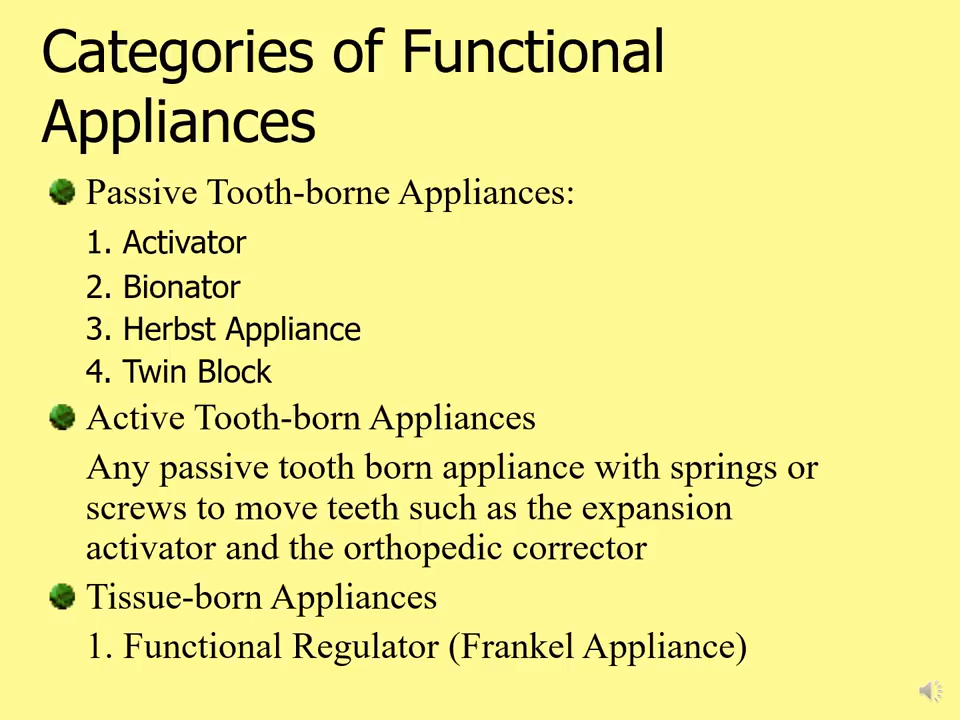 Categories of Functional
Appliances
Passive Tooth-borne Appliances:
1. Activator
2. Bionator
3. Herbst Appliance
4. Twin Block
Active Tooth-born Appliances
Any passive tooth born appliance with springs or
screws to move teeth such as the expansion
activator and the orthopedic corrector
Tissue-born Appliances
1. Functional Regulator (Frankel Appliance)